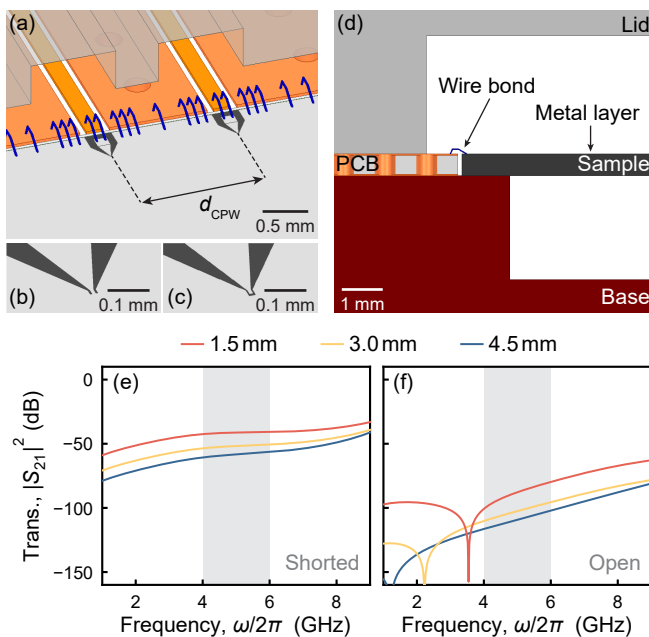 (a)
d_CPW
0.5 mm
(b)
0.1 mm
(c)
0.1 mm
(d)
Lid
Wire bond
Metal layer
PCB
Sample
1 mm
Base
1.5 mm
3.0 mm
4.5 mm
(e)
0
−50
−100
−150
Trans., |S₂₁|² (dB)
Shorted
2 4 6 8
Frequency, ω/2π (GHz)
(f)
Open
2 4 6 8
Frequency, ω/2π (GHz)